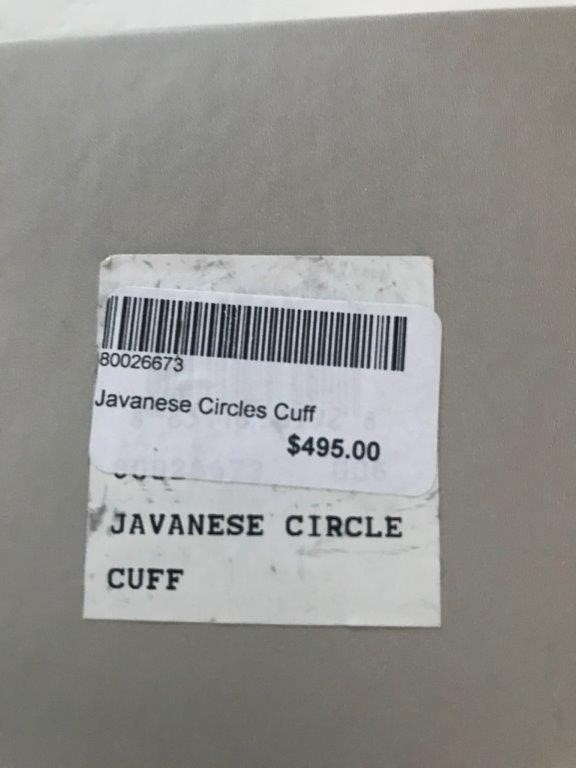 80026673
Javanese Circles Cuff
$495.00
JAVANESE CIRCLE
CUFF